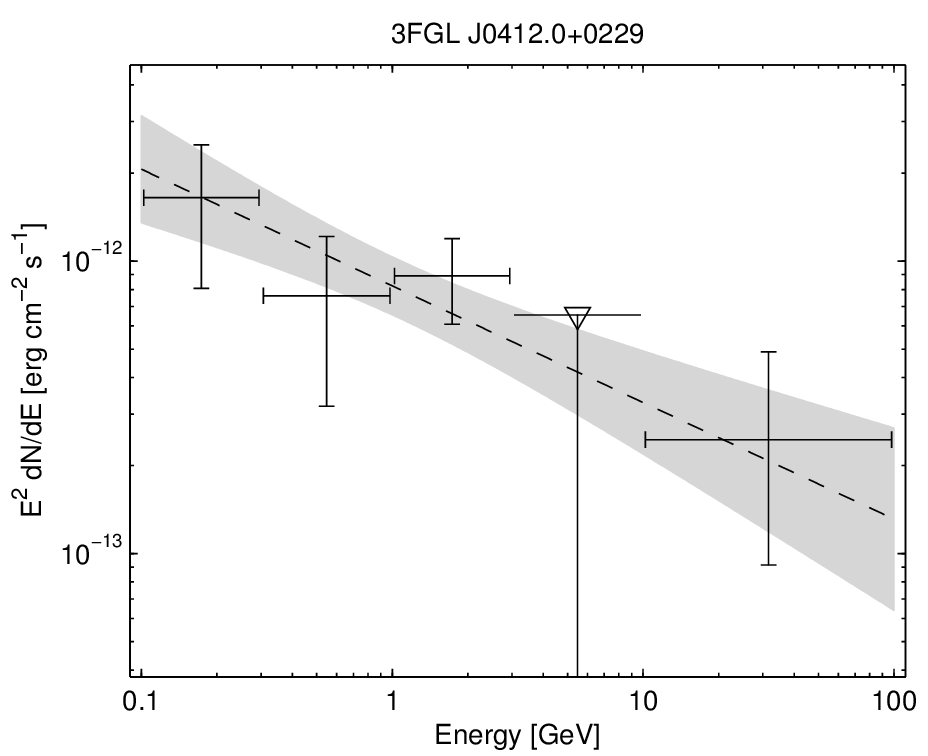 3FGL J0412.0+0229
E² dN/dE [erg cm⁻² s⁻¹]
10⁻¹²
10⁻¹³
0.1 1 10 100
Energy [GeV]